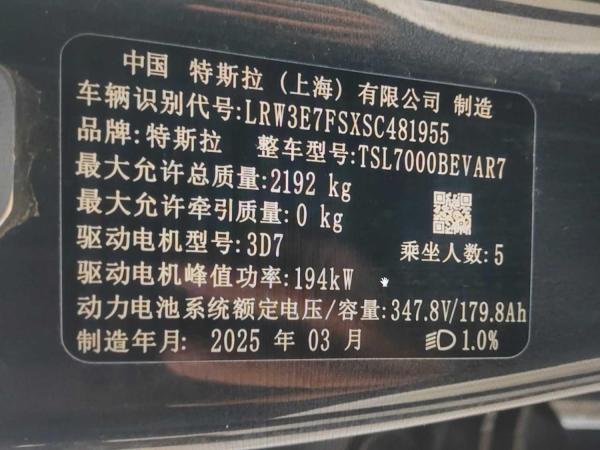 中国 特斯拉（上海）有限公司 制造
车辆识别代号:LRW3E7FSXSC481955
品牌:特斯拉 整车型号:TSL7000BEVAR7
最大允许总质量:2192 kg
最大允许牵引质量:0 kg
驱动电机型号:3D7 乘坐人数:5
驱动电机峰值功率:194kW
动力电池系统额定电压/容量:347.8V/179.8Ah
制造年月: 2025 年 03 月 1.0%